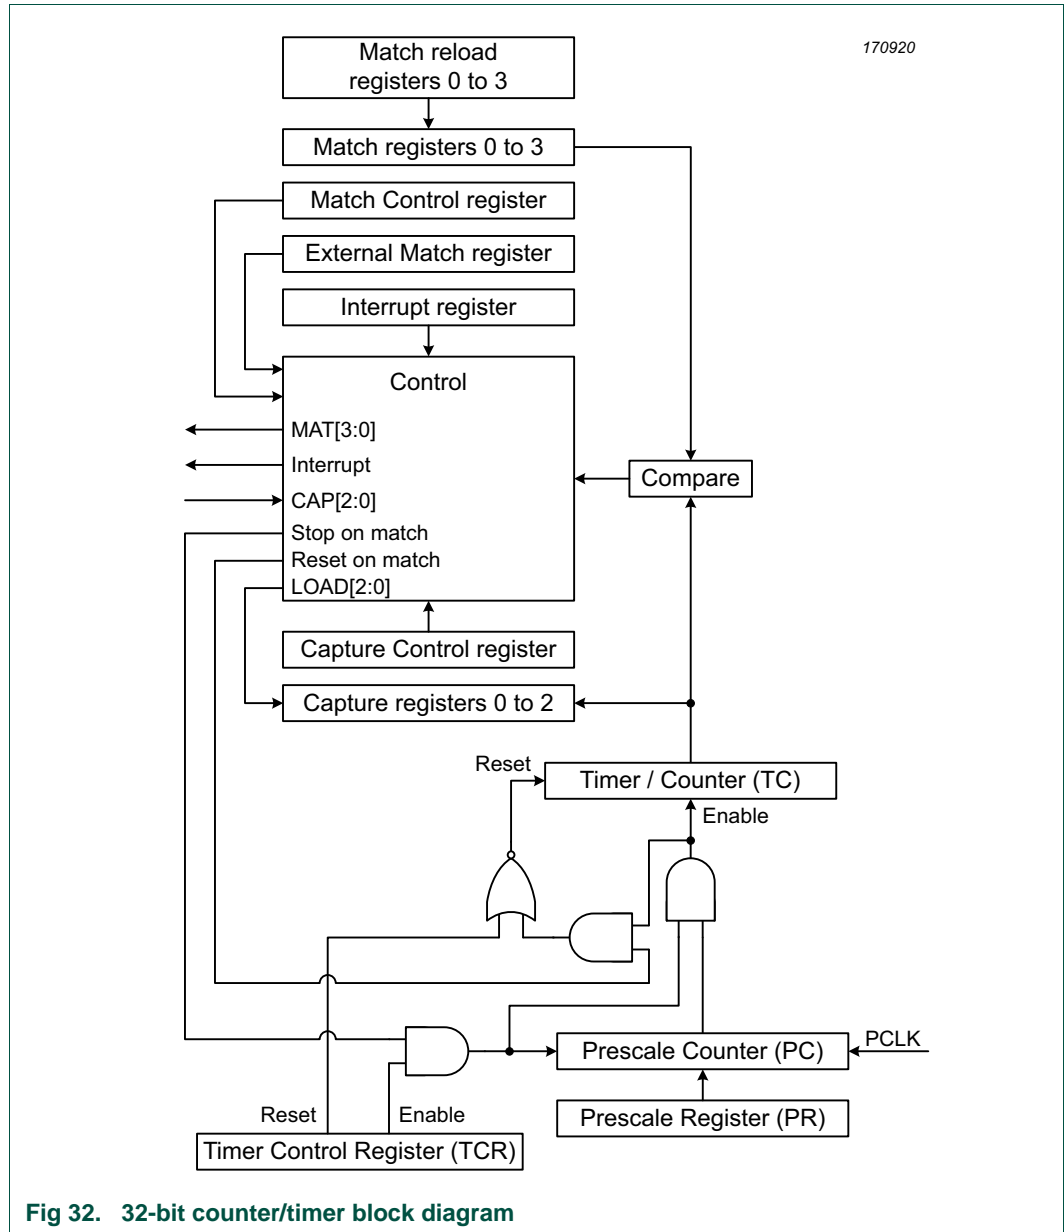 170920
Match reload
registers 0 to 3
Match registers 0 to 3
Match Control register
External Match register
Interrupt register
Control
MAT[3:0]
Interrupt
CAP[2:0]
Stop on match
Reset on match
LOAD[2:0]
Compare
Capture Control register
Capture registers 0 to 2
Reset
Timer / Counter (TC)
Enable
PCLK
Prescale Counter (PC)
Prescale Register (PR)
Reset
Enable
Timer Control Register (TCR)
Fig 32. 32-bit counter/timer block diagram